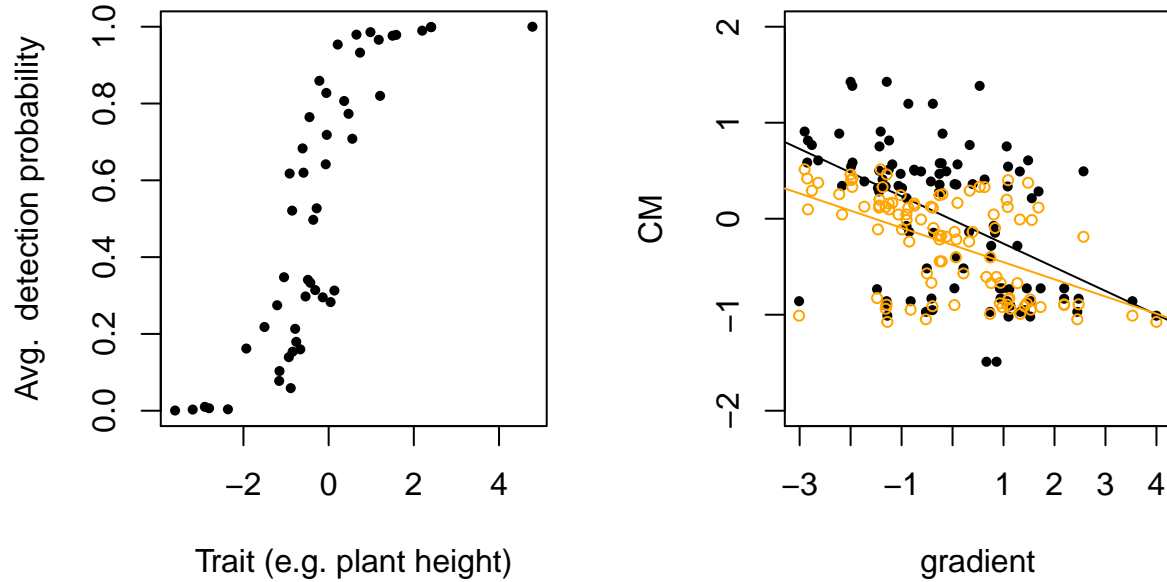 Avg. detection probability
1.0
0.8
0.6
0.4
0.2
0.0
−2 0 2 4
Trait (e.g. plant height)
CM
2
1
0
−1
−2
−3 −1 1 2 3 4
gradient